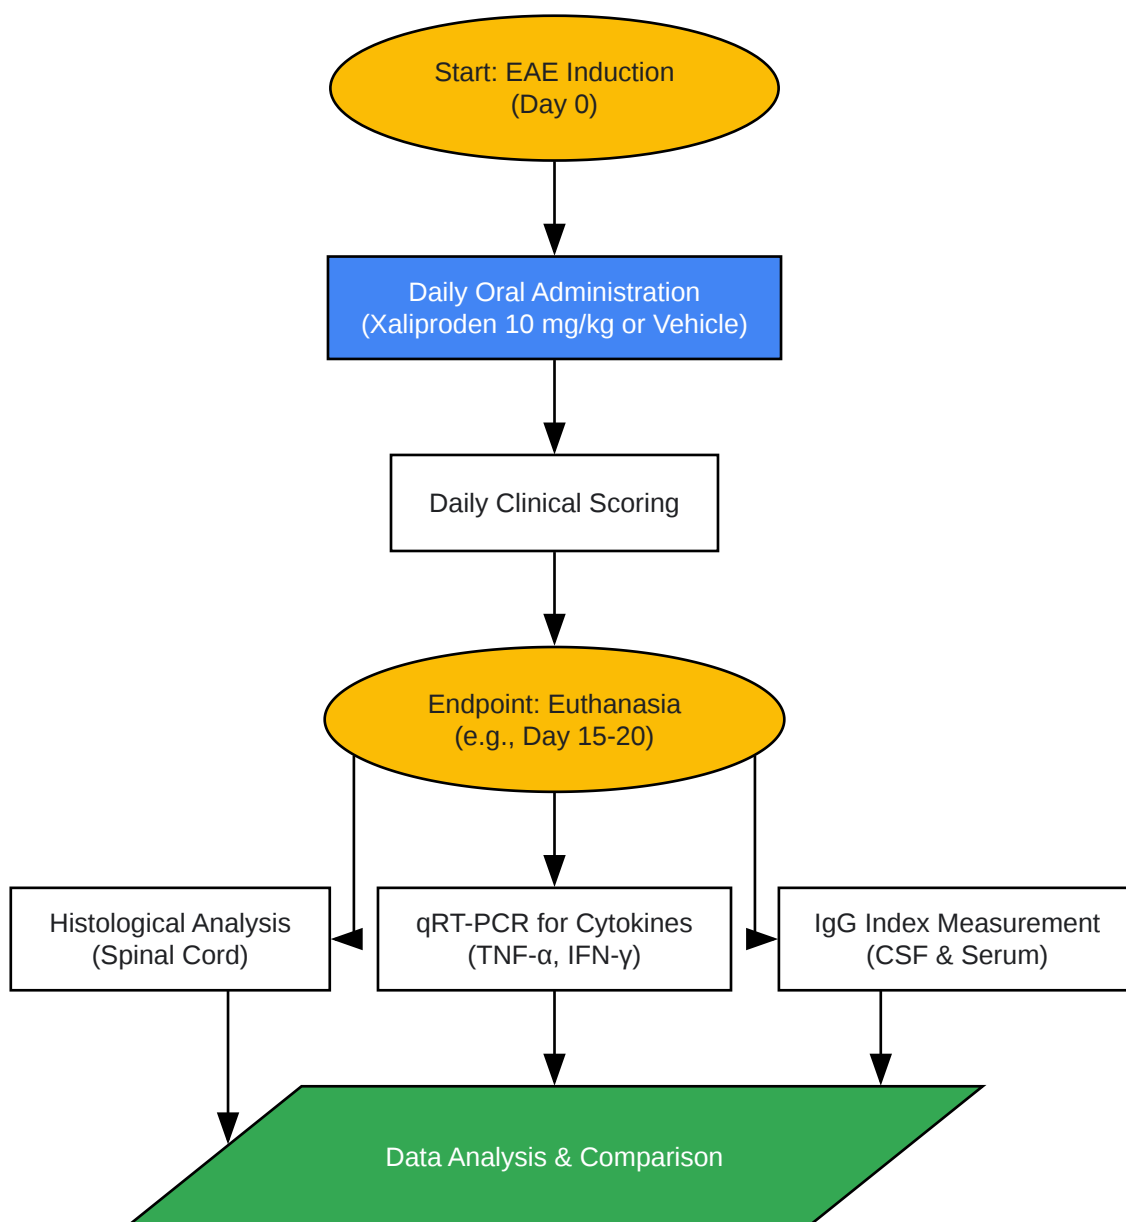 Start: EAE Induction
(Day 0)
Daily Oral Administration
(Xaliproden 10 mg/kg or Vehicle)
Daily Clinical Scoring
Endpoint: Euthanasia
(e.g., Day 15-20)
Histological Analysis
(Spinal Cord)
qRT-PCR for Cytokines
(TNF-α, IFN-γ)
IgG Index Measurement
(CSF & Serum)
Data Analysis & Comparison